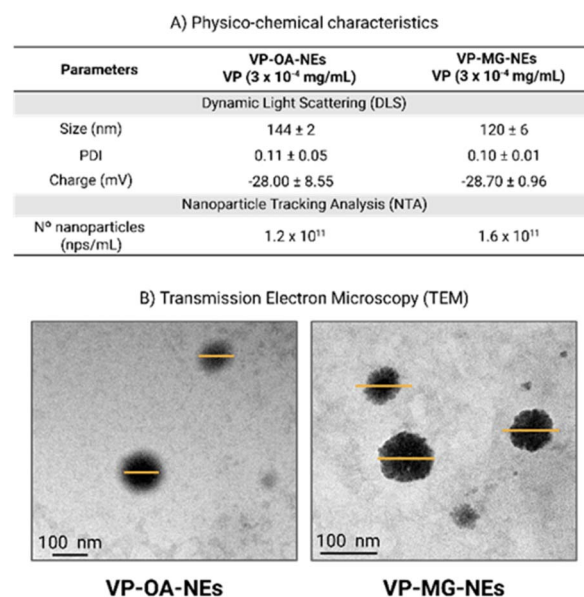 A) Physico-chemical characteristics
Parameters
VP-OA-NEs
VP (3 x 10⁻⁴ mg/mL)
VP-MG-NEs
VP (3 x 10⁻⁴ mg/mL)
Dynamic Light Scattering (DLS)
Size (nm) 144 ± 2 120 ± 6
PDI 0.11 ± 0.05 0.10 ± 0.01
Charge (mV) -28.00 ± 8.55 -28.70 ± 0.96
Nanoparticle Tracking Analysis (NTA)
Nº nanoparticles
(nps/mL)
1.2 x 10¹¹ 1.6 x 10¹¹
B) Transmission Electron Microscopy (TEM)
100 nm 100 nm
VP-OA-NEs VP-MG-NEs